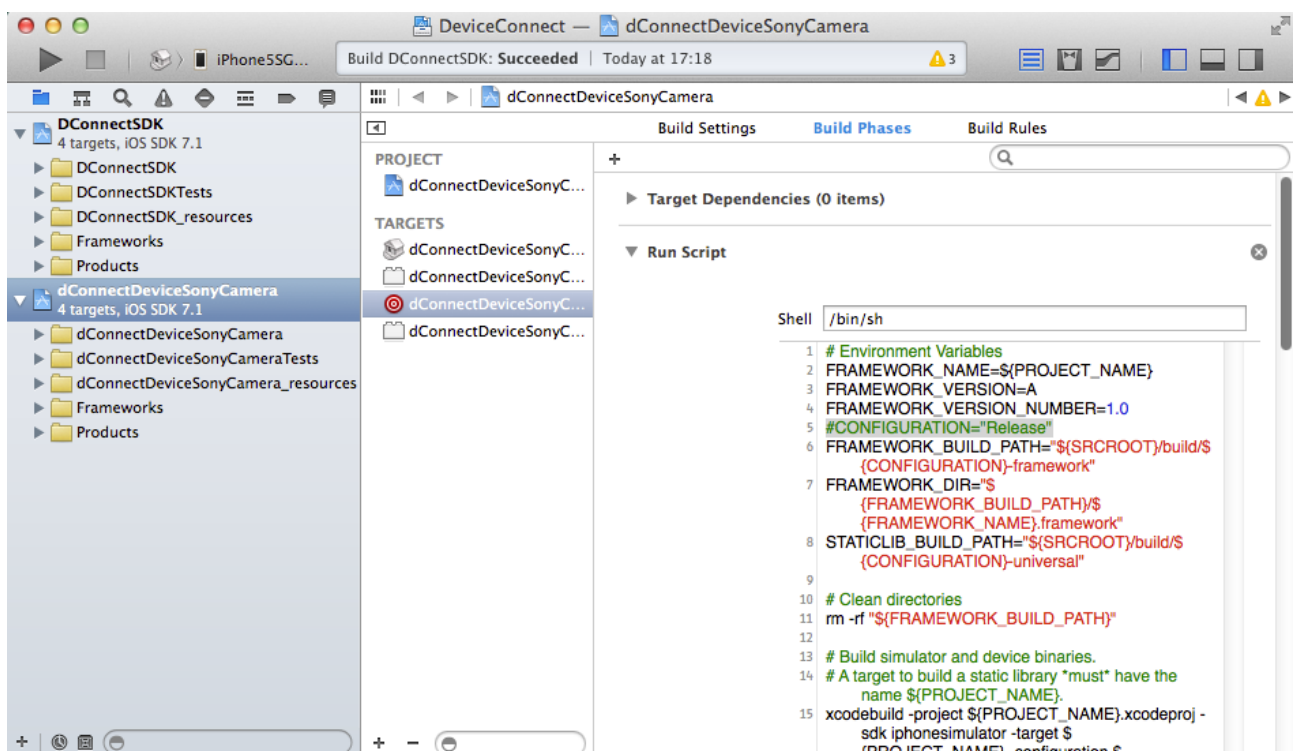 DeviceConnect — dConnectDeviceSonyCamera
iPhone5SG...
Build DConnectSDK: Succeeded | Today at 17:18
3
dConnectDeviceSonyCamera
DConnectSDK
4 targets, iOS SDK 7.1
DConnectSDK
DConnectSDKTests
DConnectSDK_resources
Frameworks
Products
dConnectDeviceSonyCamera
4 targets, iOS SDK 7.1
dConnectDeviceSonyCamera
dConnectDeviceSonyCameraTests
dConnectDeviceSonyCamera_resources
Frameworks
Products
Build Settings
Build Phases
Build Rules
PROJECT
dConnectDeviceSonyC...
TARGETS
dConnectDeviceSonyC...
dConnectDeviceSonyC...
dConnectDeviceSonyC...
dConnectDeviceSonyC...
Target Dependencies (0 items)
Run Script
Shell /bin/sh
1 # Environment Variables
2 FRAMEWORK_NAME=${PROJECT_NAME}
3 FRAMEWORK_VERSION=A
4 FRAMEWORK_VERSION_NUMBER=1.0
5 #CONFIGURATION="Release"
6 FRAMEWORK_BUILD_PATH="${SRCROOT}/build/$
{CONFIGURATION}-framework"
7 FRAMEWORK_DIR="$
{FRAMEWORK_BUILD_PATH}/$
{FRAMEWORK_NAME}.framework"
8 STATICLIB_BUILD_PATH="${SRCROOT}/build/$
{CONFIGURATION}-universal"
9
10 # Clean directories
11 rm -rf "${FRAMEWORK_BUILD_PATH}"
12
13 # Build simulator and device binaries.
14 # A target to build a static library *must* have the
name ${PROJECT_NAME}.
15 xcodebuild -project ${PROJECT_NAME}.xcodeproj -
sdk iphonesimulator -target $
{PROJECT_NAME} -configuration $